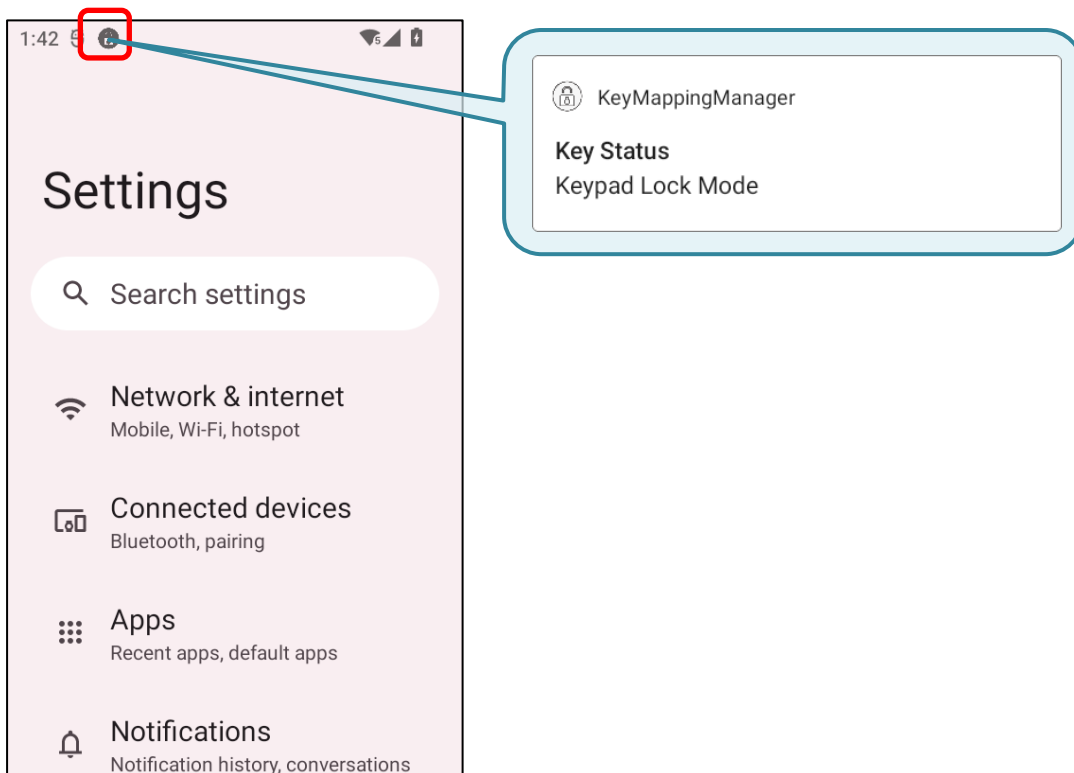 1:42
5
KeyMappingManager
Key Status
Keypad Lock Mode
Settings
Search settings
Network & internet
Mobile, Wi-Fi, hotspot
Connected devices
Bluetooth, pairing
Apps
Recent apps, default apps
Notifications
Notification history, conversations